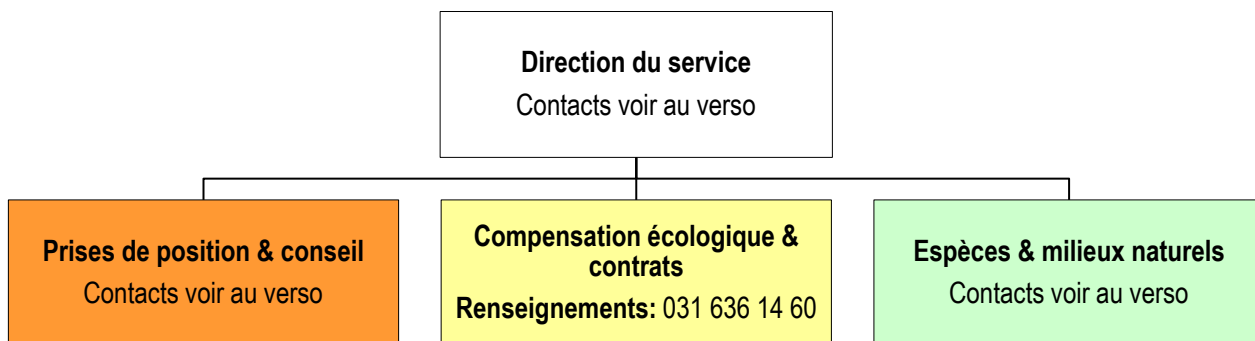 Direction du service
Contacts voir au verso
Prises de position & conseil
Contacts voir au verso
Compensation écologique &
contrats
Renseignements: 031 636 14 60
Espèces & milieux naturels
Contacts voir au verso